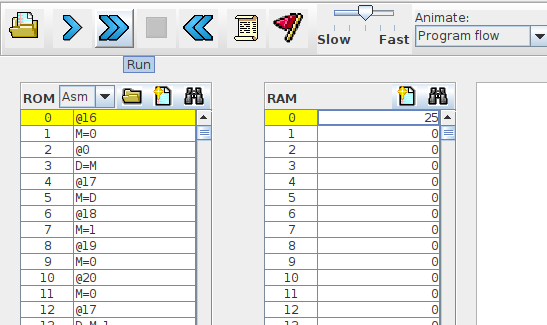 Animate:
Slow Fast Program flow
Run
ROM Asm RAM
0 @16 0 25
1 M=0 1 0
2 @0 2 0
3 D=M 3 0
4 @17 4 0
5 M=D 5 0
6 @18 6 0
7 M=1 7 0
8 @19 8 0
9 M=0 9 0
10 @20 10 0
11 M=0 11 0
12 @17 12 0